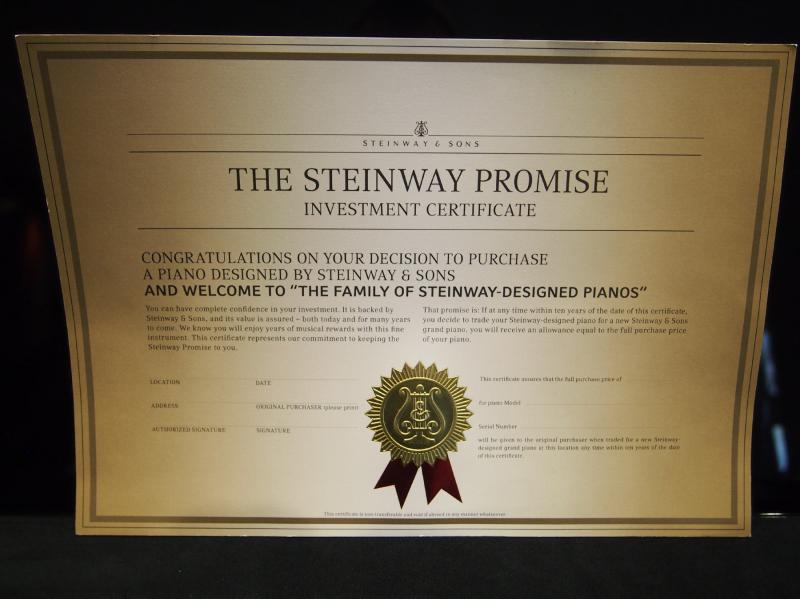 STEINWAY & SONS
THE STEINWAY PROMISE
INVESTMENT CERTIFICATE
CONGRATULATIONS ON YOUR DECISION TO PURCHASE
A PIANO DESIGNED BY STEINWAY & SONS
AND WELCOME TO "THE FAMILY OF STEINWAY-DESIGNED PIANOS"
You can have complete confidence in your investment. It is backed by
Steinway & Sons, and its value is assured – both today and for many years
to come. We know you will enjoy years of musical rewards with this fine
instrument. This certificate represents our commitment to keeping the
Steinway Promise to you.
That promise is: If at any time within ten years of the date of this certificate,
you decide to trade your Steinway-designed piano for a new Steinway & Sons
grand piano, you will receive an allowance equal to the full purchase price
of your piano.
LOCATION DATE
ADDRESS ORIGINAL PURCHASER (please print)
AUTHORIZED SIGNATURE SIGNATURE
This certificate assures that the full purchase price of
for piano Model
Serial Number
will be given to the original purchaser when traded for a new Steinway-
designed grand piano at this location any time within ten years of the date
of this certificate.
This certificate is non-transferable and void if altered in any manner whatsoever.